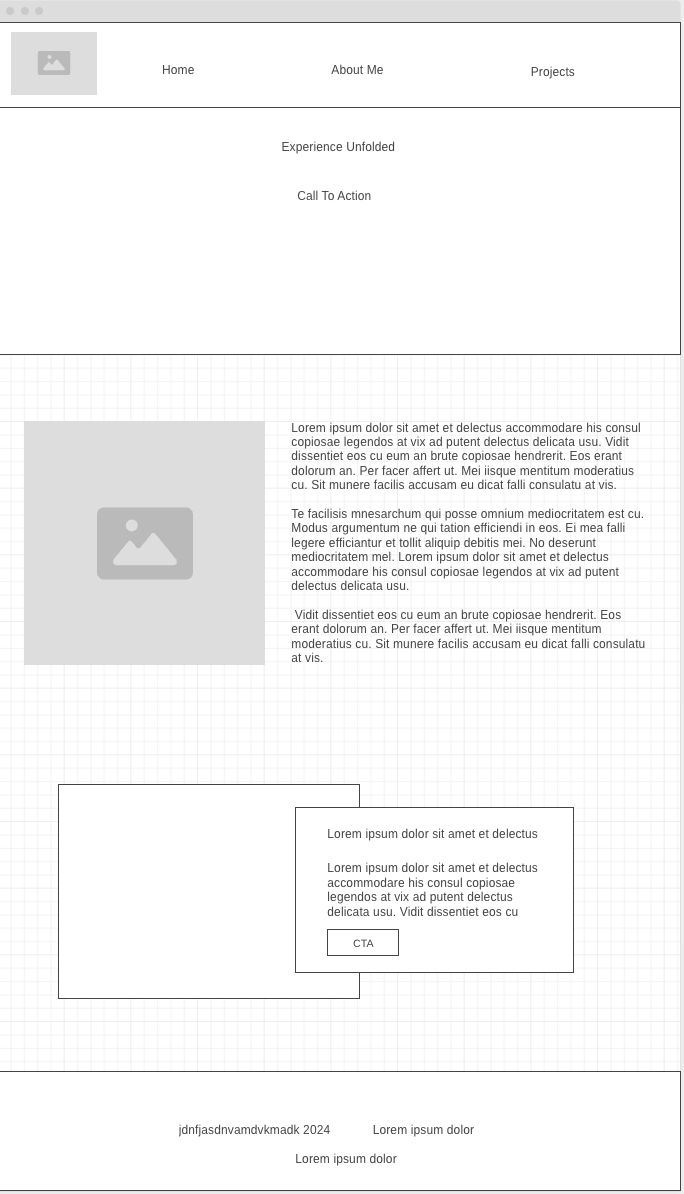 Home
About Me
Projects
Experience Unfolded
Call To Action
Lorem ipsum dolor sit amet et delectus accommodare his consul
copiosae legendos at vix ad putent delectus delicata usu. Vidit
dissentiet eos cu eum an brute copiosae hendrerit. Eos erant
dolorum an. Per facer affert ut. Mei iisque mentitum moderatius
cu. Sit munere facilis accusam eu dicat falli consulatu at vis.
Te facilisis mnesarchum qui posse omnium mediocritatem est cu.
Modus argumentum ne qui tation efficiendi in eos. Ei mea falli
legere efficiantur et tollit aliquip debitis mei. No deserunt
mediocritatem mel. Lorem ipsum dolor sit amet et delectus
accommodare his consul copiosae legendos at vix ad putent
delectus delicata usu.
Vidit dissentiet eos cu eum an brute copiosae hendrerit. Eos
erant dolorum an. Per facer affert ut. Mei iisque mentitum
moderatius cu. Sit munere facilis accusam eu dicat falli consulatu
at vis.
Lorem ipsum dolor sit amet et delectus
Lorem ipsum dolor sit amet et delectus
accommodare his consul copiosae
legendos at vix ad putent delectus
delicata usu. Vidit dissentiet eos cu
CTA
jdnfjasdnvamdvkmadk 2024
Lorem ipsum dolor
Lorem ipsum dolor